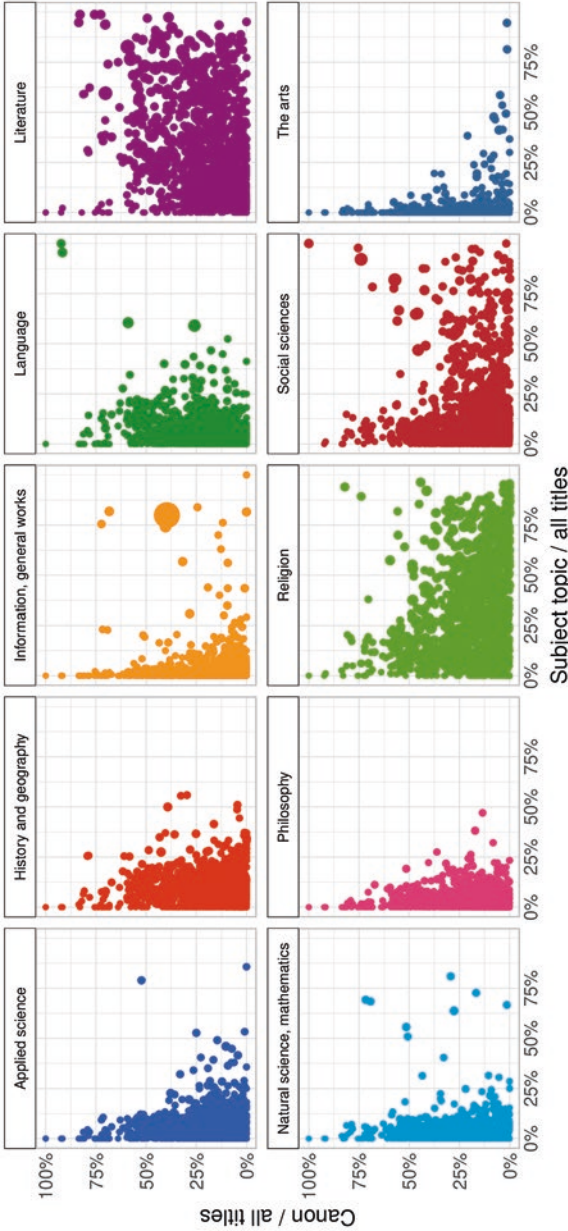 Applied science
History and geography
Information, general works
Language
Literature
100%
75%
50%
25%
0%
Natural science, mathematics
Philosophy
Religion
Social sciences
The arts
100%
75%
50%
25%
0%
0%
25%
50%
75%
0%
25%
50%
75%
0%
25%
50%
75%
0%
25%
50%
75%
0%
25%
50%
75%
Canon / all titles
Subject topic / all titles